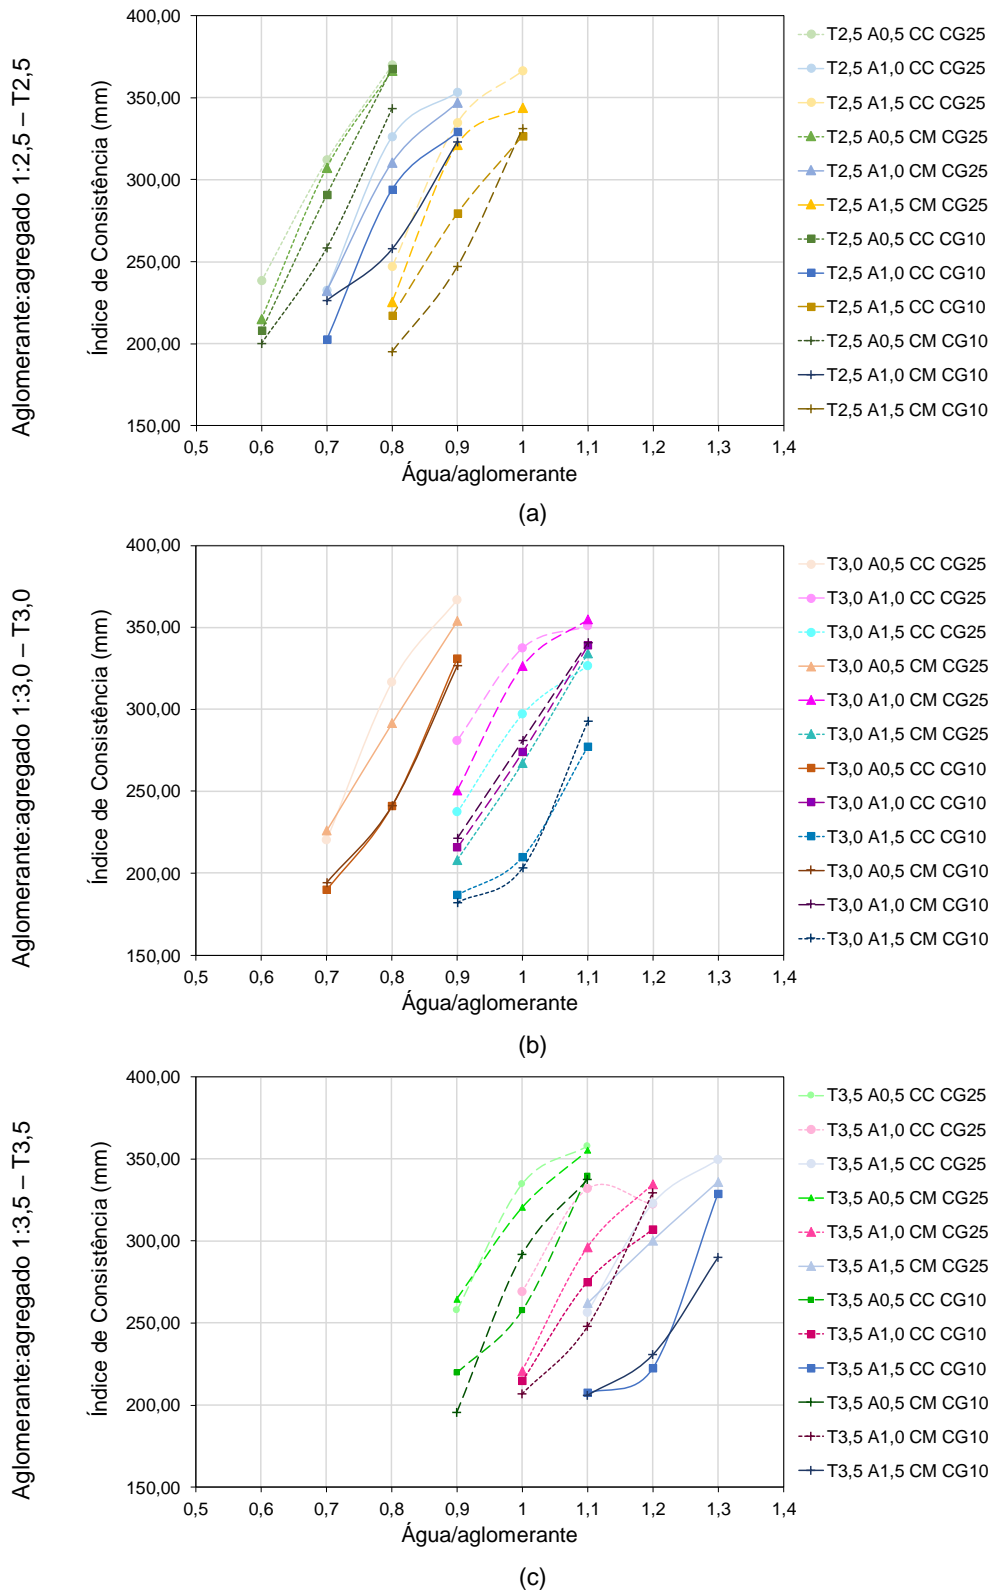 Aglomerante:agregado 1:2,5 – T2,5
Índice de Consistência (mm)
400,00
350,00
300,00
250,00
200,00
150,00
0,5 0,6 0,7 0,8 0,9 1 1,1 1,2 1,3 1,4
Água/aglomerante
T2,5 A0,5 CC CG25
T2,5 A1,0 CC CG25
T2,5 A1,5 CC CG25
T2,5 A0,5 CM CG25
T2,5 A1,0 CM CG25
T2,5 A1,5 CM CG25
T2,5 A0,5 CC CG10
T2,5 A1,0 CC CG10
T2,5 A1,5 CC CG10
T2,5 A0,5 CM CG10
T2,5 A1,0 CM CG10
T2,5 A1,5 CM CG10
(a)
Aglomerante:agregado 1:3,0 – T3,0
Índice de Consistência (mm)
400,00
350,00
300,00
250,00
200,00
150,00
0,5 0,6 0,7 0,8 0,9 1 1,1 1,2 1,3 1,4
Água/aglomerante
T3,0 A0,5 CC CG25
T3,0 A1,0 CC CG25
T3,0 A1,5 CC CG25
T3,0 A0,5 CM CG25
T3,0 A1,0 CM CG25
T3,0 A1,5 CM CG25
T3,0 A0,5 CC CG10
T3,0 A1,0 CC CG10
T3,0 A1,5 CC CG10
T3,0 A0,5 CM CG10
T3,0 A1,0 CM CG10
T3,0 A1,5 CM CG10
(b)
Aglomerante:agregado 1:3,5 – T3,5
Índice de Consistência (mm)
400,00
350,00
300,00
250,00
200,00
150,00
0,5 0,6 0,7 0,8 0,9 1 1,1 1,2 1,3 1,4
Água/aglomerante
T3,5 A0,5 CC CG25
T3,5 A1,0 CC CG25
T3,5 A1,5 CC CG25
T3,5 A0,5 CM CG25
T3,5 A1,0 CM CG25
T3,5 A1,5 CM CG25
T3,5 A0,5 CC CG10
T3,5 A1,0 CC CG10
T3,5 A1,5 CC CG10
T3,5 A0,5 CM CG10
T3,5 A1,0 CM CG10
T3,5 A1,5 CM CG10
(c)